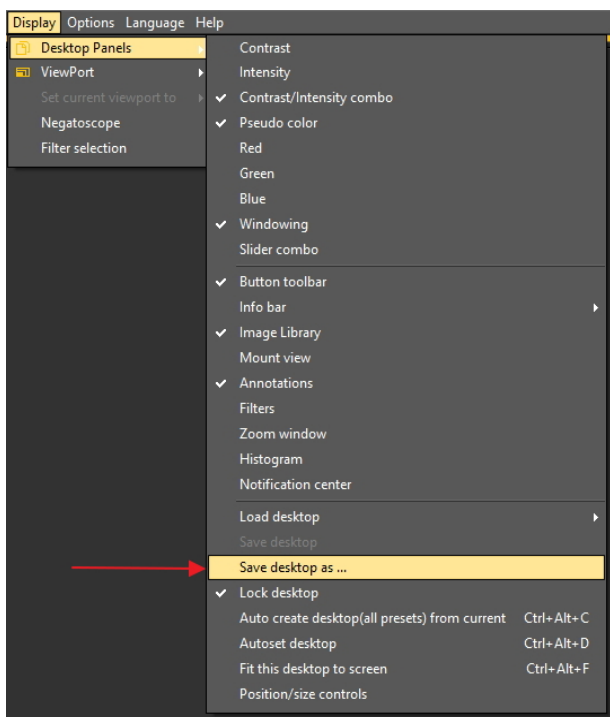 Display Options Language Help
Desktop Panels
ViewPort
Set current viewport to
Negatoscope
Filter selection
Contrast
Intensity
Contrast/Intensity combo
Pseudo color
Red
Green
Blue
Windowing
Slider combo
Button toolbar
Info bar
Image Library
Mount view
Annotations
Filters
Zoom window
Histogram
Notification center
Load desktop
Save desktop
Save desktop as ...
Lock desktop
Auto create desktop(all presets) from current Ctrl+Alt+C
Autoset desktop Ctrl+Alt+D
Fit this desktop to screen Ctrl+Alt+F
Position/size controls